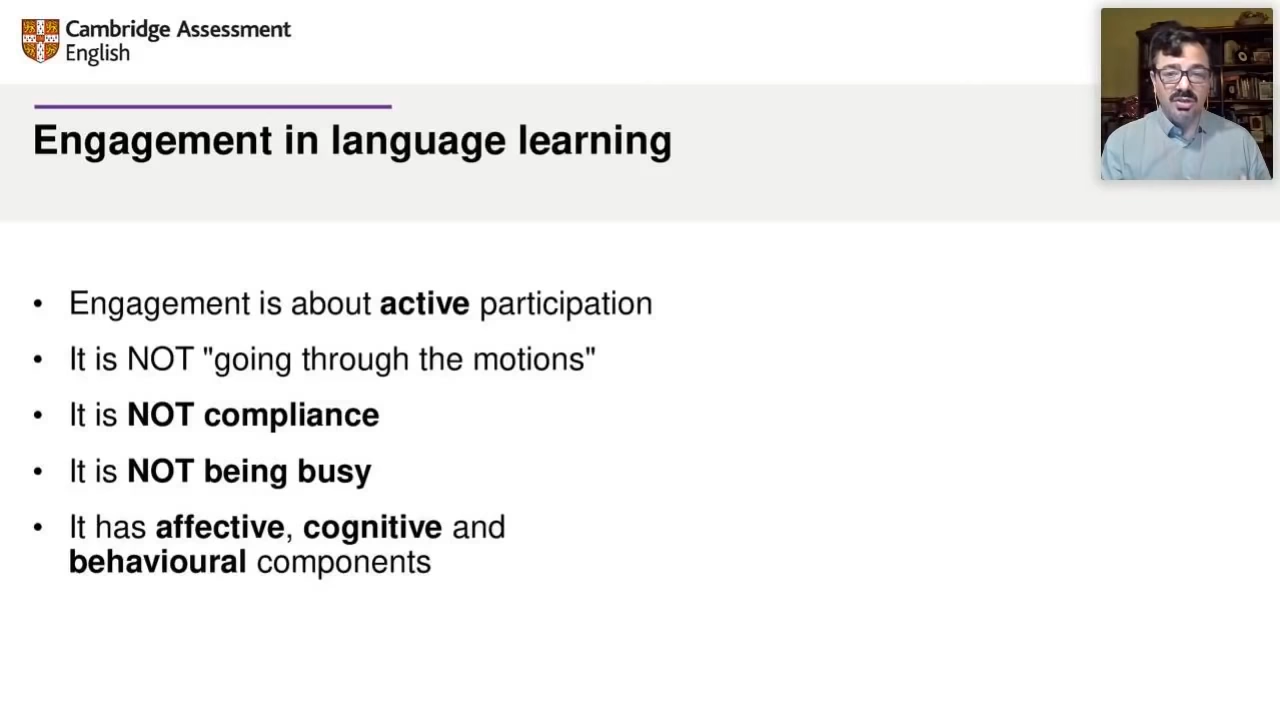 Cambridge Assessment
English
Engagement in language learning
• Engagement is about active participation
• It is NOT "going through the motions"
• It is NOT compliance
• It is NOT being busy
• It has affective, cognitive and
behavioural components